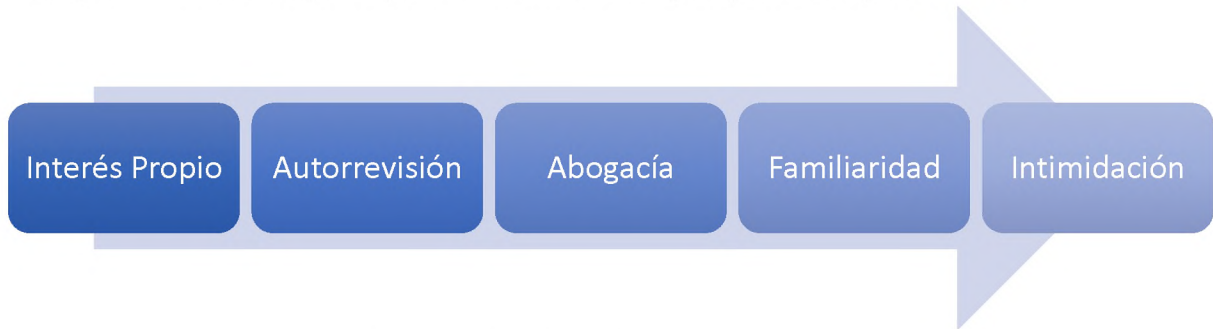 Interés Propio
Autorrevisión
Abogacía
Familiaridad
Intimidación